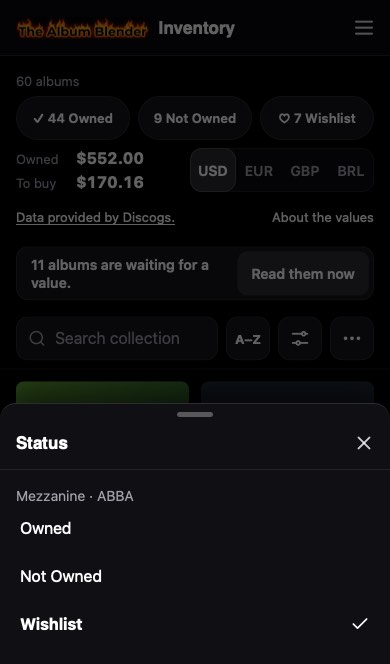 The Album Blender Inventory
60 albums
✓ 44 Owned 9 Not Owned ♡ 7 Wishlist
Owned $552.00
To buy $170.16
USD EUR GBP BRL
Data provided by Discogs. About the values
11 albums are waiting for a
value.
Read them now
Search collection A–Z
Status
Mezzanine · ABBA
Owned
Not Owned
Wishlist